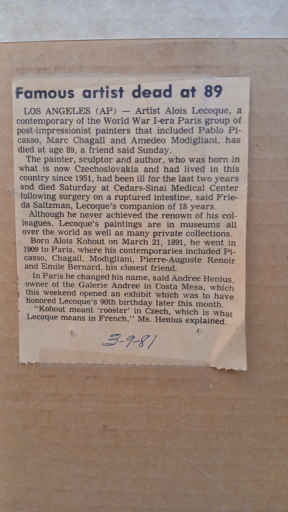 Famous artist dead at 89
LOS ANGELES (AP) — Artist Alois Lecoque, a
contemporary of the World War I-era Paris group of
post-impressionist painters that included Pablo Pi-
casso, Marc Chagall and Amedeo Modigliani, has
died at age 89, a friend said Sunday.
The painter, sculptor and author, who was born in
what is now Czechoslovakia and had lived in this
country since 1951, had been ill for the last two years
and died Saturday at Cedars-Sinai Medical Center
following surgery on a ruptured intestine, said Frie-
da Saltzman, Lecoque's companion of 18 years.
Although he never achieved the renown of his col-
leagues, Lecoque's paintings are in museums all
over the world as well as many private collections.
Born Alois Kohout on March 21, 1891, he went in
1909 to Paris, where his contemporaries included Pi-
casso, Chagall, Modigliani, Pierre-Auguste Renoir
and Emile Bernard, his closest friend.
In Paris he changed his name, said Andree Henius,
owner of the Galerie Andree in Costa Mesa, which
this weekend opened an exhibit which was to have
honored Lecoque's 90th birthday later this month.
"Kohout meant 'rooster' in Czech, which is what
Lecoque means in French," Ms. Henius explained.
3-9-81